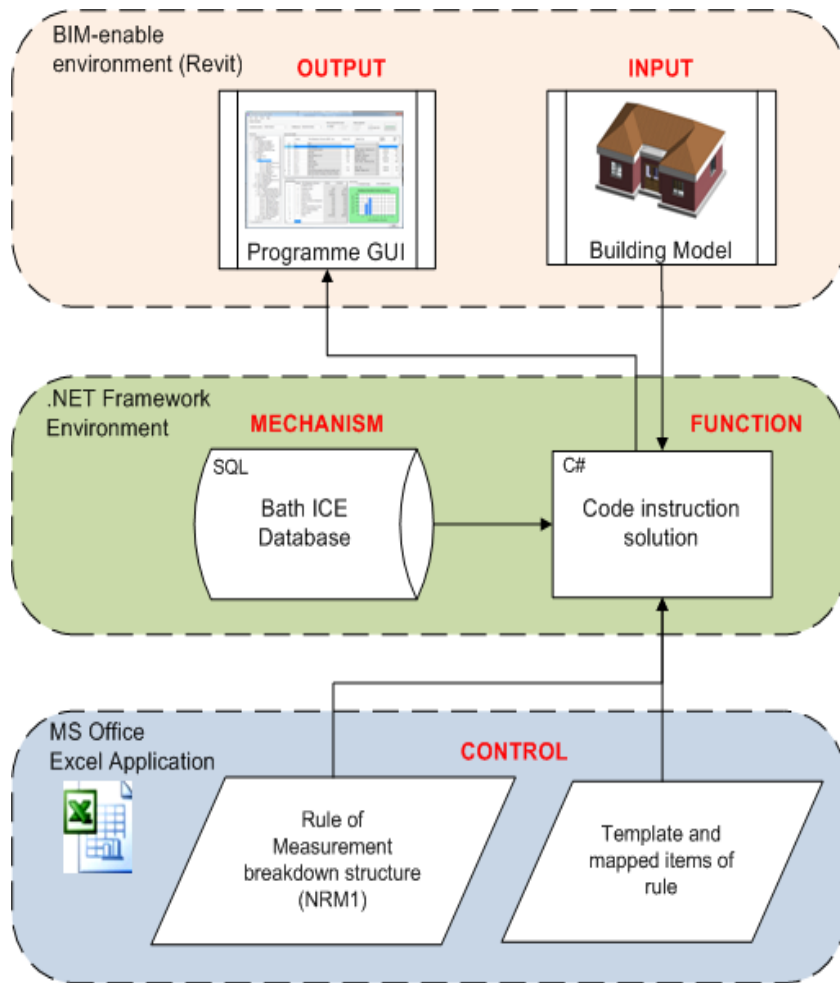 BIM-enable
environment (Revit)
OUTPUT
INPUT
Programme GUI
Building Model
.NET Framework
Environment
MECHANISM
FUNCTION
SQL
Bath ICE
Database
C#
Code instruction
solution
MS Office
Excel Application
CONTROL
Rule of
Measurement
breakdown structure
(NRM1)
Template and
mapped items of
rule